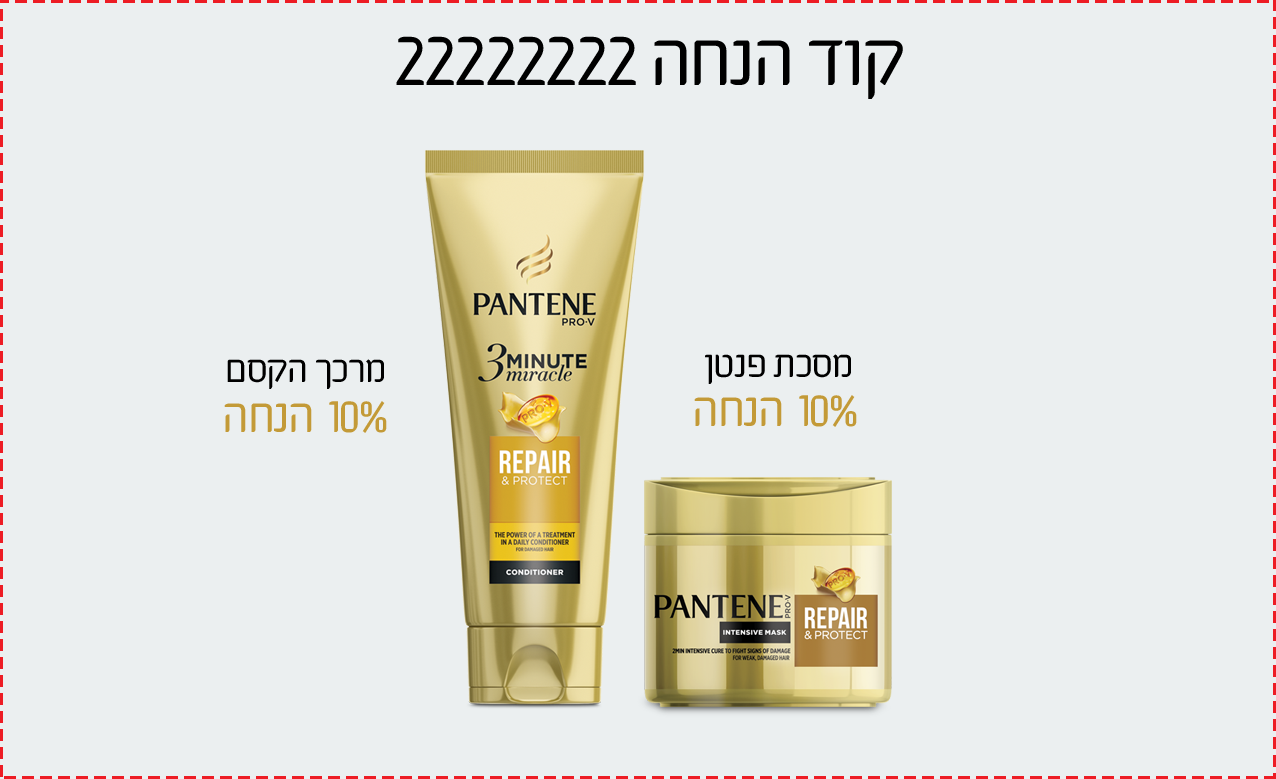 קוד הנחה 22222222
מרכך הקסם
10% הנחה
מסכת פנטן
10% הנחה
PANTENE
PRO-V
3 MINUTE
miracle
PRO-V
REPAIR
& PROTECT
THE POWER OF A TREATMENT
IN A DAILY CONDITIONER
FOR DAMAGED HAIR
CONDITIONER
PANTENE PRO-V
INTENSIVE MASK
2MIN INTENSIVE CURE TO FIGHT SIGNS OF DAMAGE
FOR WEAK, DAMAGED HAIR
PRO-V
REPAIR
& PROTECT